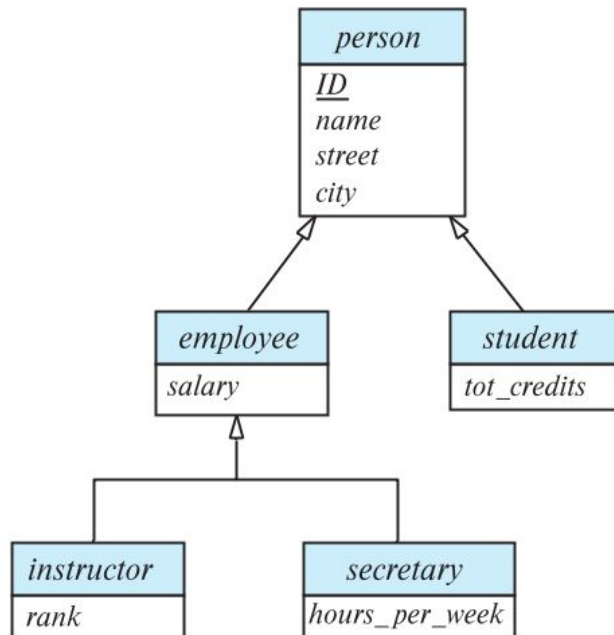 person
ID
name
street
city
employee
salary
student
tot_credits
instructor
rank
secretary
hours_per_week